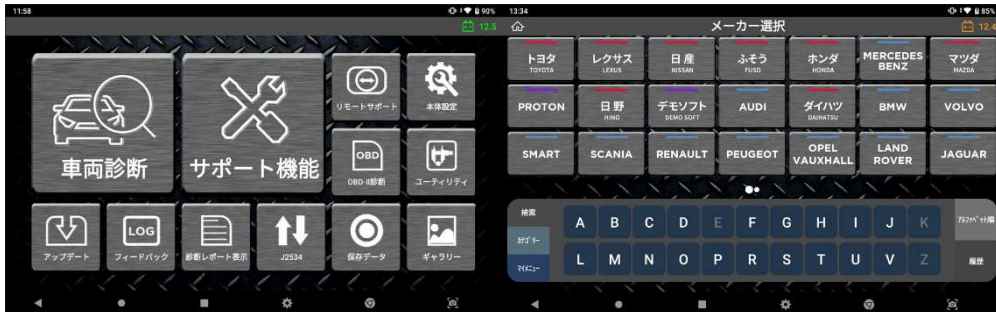 11:58
90%
12.5
車両診断
サポート機能
リモートサポート
本体設定
OBD
OBD-II診断
ユーティリティ
アップデート
LOG
フィードバック
診断レポート表示
J2534
保存データ
ギャラリー
13:34
85%
メーカー選択
12.4
トヨタ
TOYOTA
レクサス
LEXUS
日産
NISSAN
ふそう
FUSO
ホンダ
HONDA
MERCEDES
BENZ
マツダ
MAZDA
PROTON
日野
HINO
デモソフト
DEMO SOFT
AUDI
ダイハツ
DAIHATSU
BMW
VOLVO
SMART
SCANIA
RENAULT
PEUGEOT
OPEL
VAUXHALL
LAND
ROVER
JAGUAR
検索
カテゴリー
マイメニュー
A B C D E F G H I J K
L M N O P R S T U V Z
アルファベット順
履歴